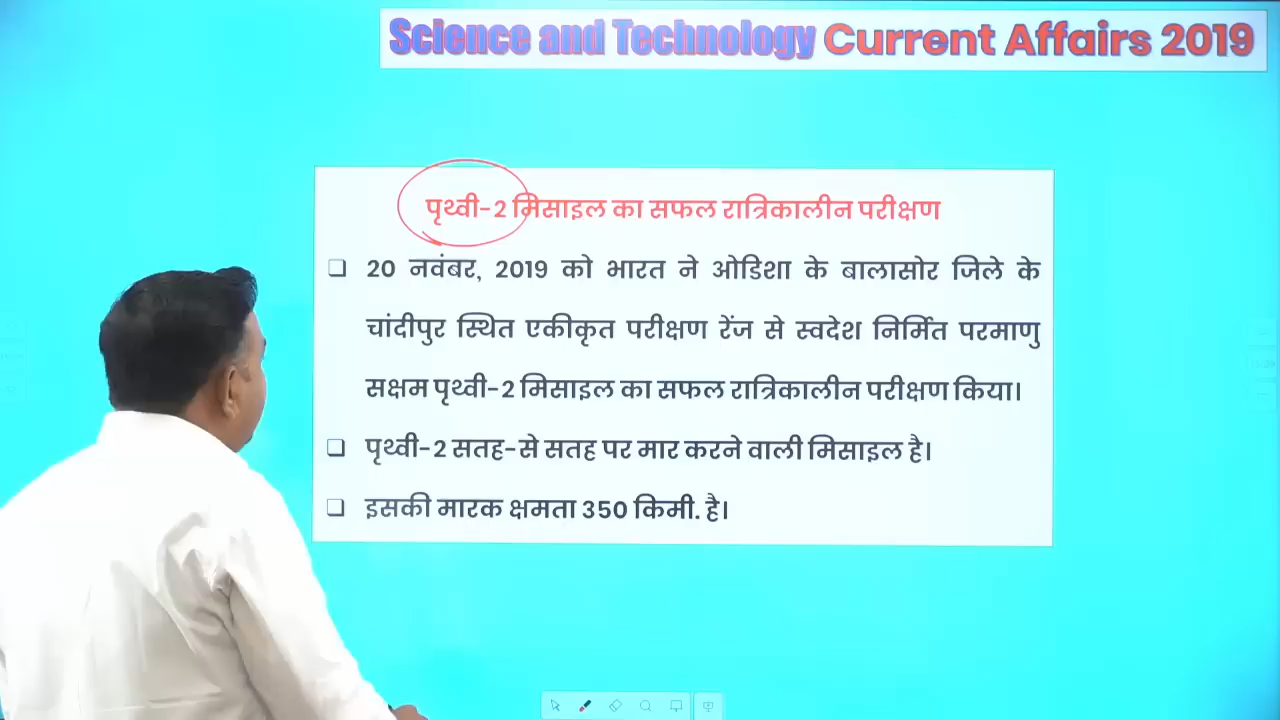 Science and Technology Current Affairs 2019
पृथ्वी-2 मिसाइल का सफल रात्रिकालीन परीक्षण
20 नवंबर, 2019 को भारत ने ओडिशा के बालासोर जिले के
चांदीपुर स्थित एकीकृत परीक्षण रेंज से स्वदेश निर्मित परमाणु
सक्षम पृथ्वी-2 मिसाइल का सफल रात्रिकालीन परीक्षण किया।
पृथ्वी-2 सतह-से सतह पर मार करने वाली मिसाइल है।
इसकी मारक क्षमता 350 किमी. है।